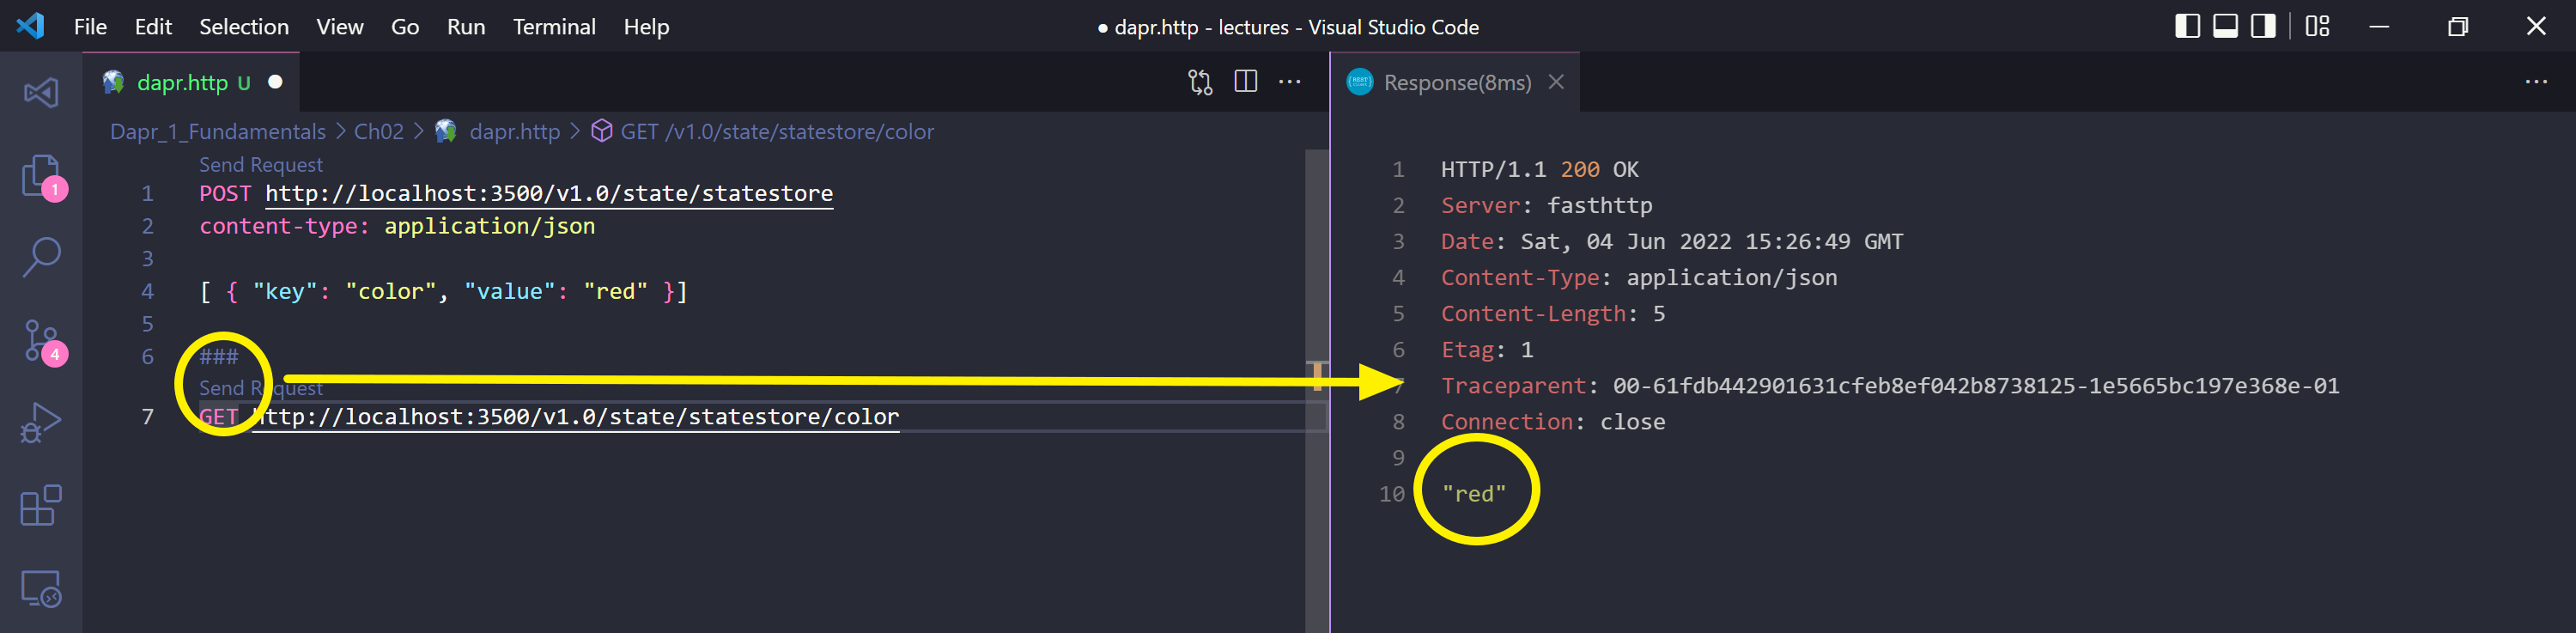 File Edit Selection View Go Run Terminal Help
● dapr.http - lectures - Visual Studio Code
dapr.http U ●
Dapr_1_Fundamentals > Ch02 > dapr.http > GET /v1.0/state/statestore/color
Send Request
1 POST http://localhost:3500/v1.0/state/statestore
2 content-type: application/json
3
4 [ { "key": "color", "value": "red" }]
5
6 ###
Send Request
7 GET http://localhost:3500/v1.0/state/statestore/color
1
4
Response(8ms)
1 HTTP/1.1 200 OK
2 Server: fasthttp
3 Date: Sat, 04 Jun 2022 15:26:49 GMT
4 Content-Type: application/json
5 Content-Length: 5
6 Etag: 1
7 Traceparent: 00-61fdb442901631cfeb8ef042b8738125-1e5665bc197e368e-01
8 Connection: close
9
10 "red"